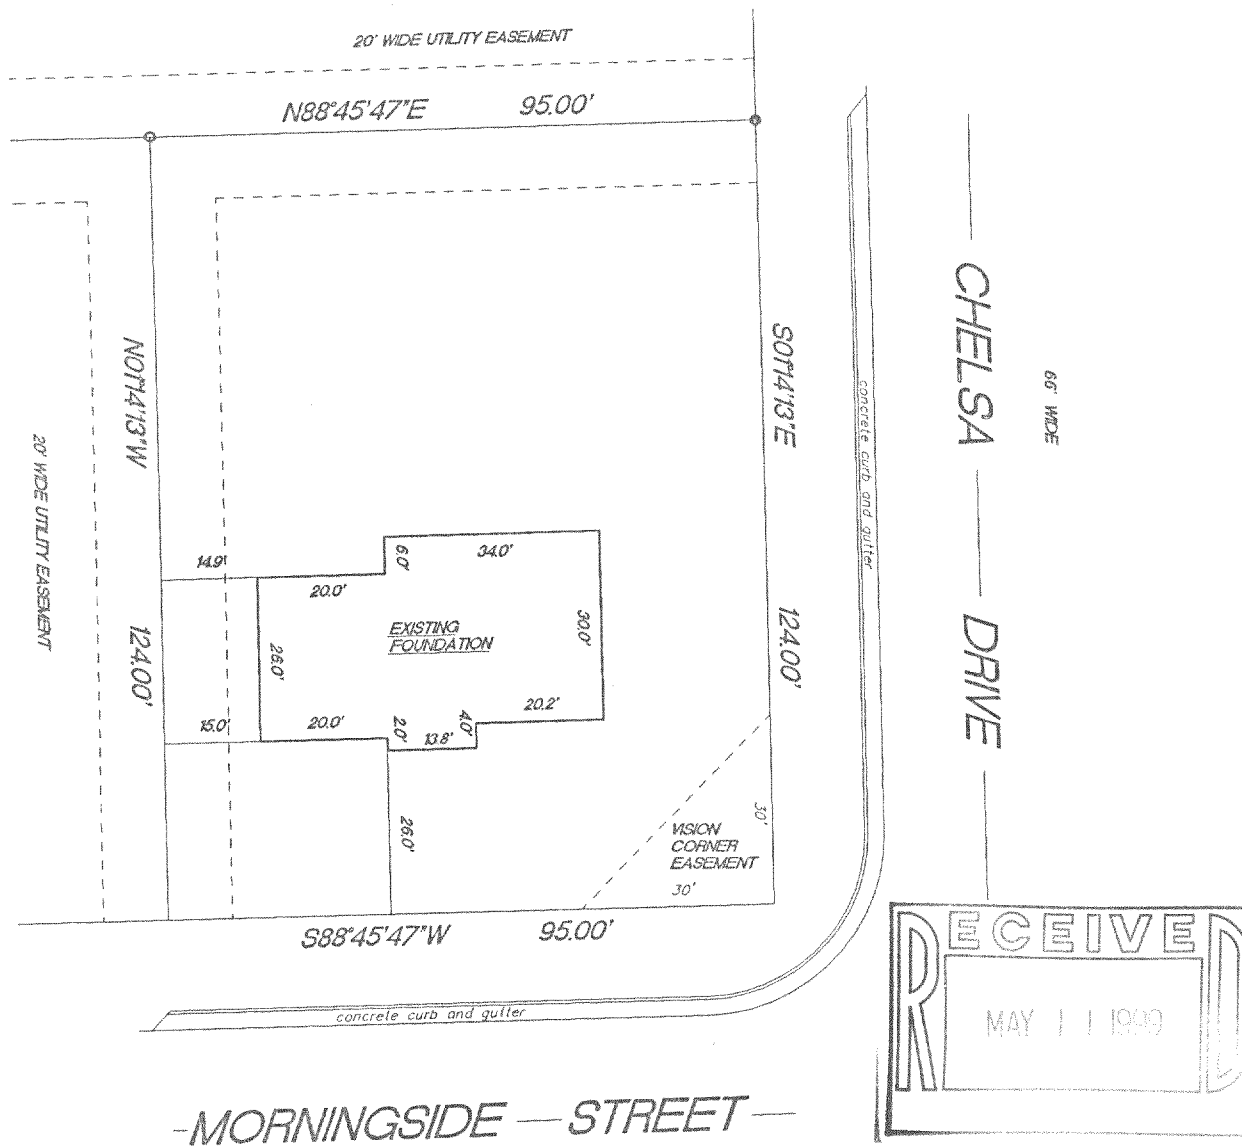 20' WIDE UTILITY EASEMENT
N88°45'47"E 95.00'
CHELSA DRIVE
66' WIDE
N01°14'13"W 124.00'
S01°14'13"E 124.00'
concrete curb and gutter
20' WIDE UTILITY EASEMENT
14.9'
20.0'
6.0'
34.0'
EXISTING
FOUNDATION
26.0'
30.0'
15.0'
20.0'
2.0'
13.8'
4.0'
20.2'
26.0'
VISION
CORNER
EASEMENT
30'
30'
S88°45'47"W 95.00'
concrete curb and gutter
RECEIVED
MAY 11 1999
MORNINGSIDE STREET